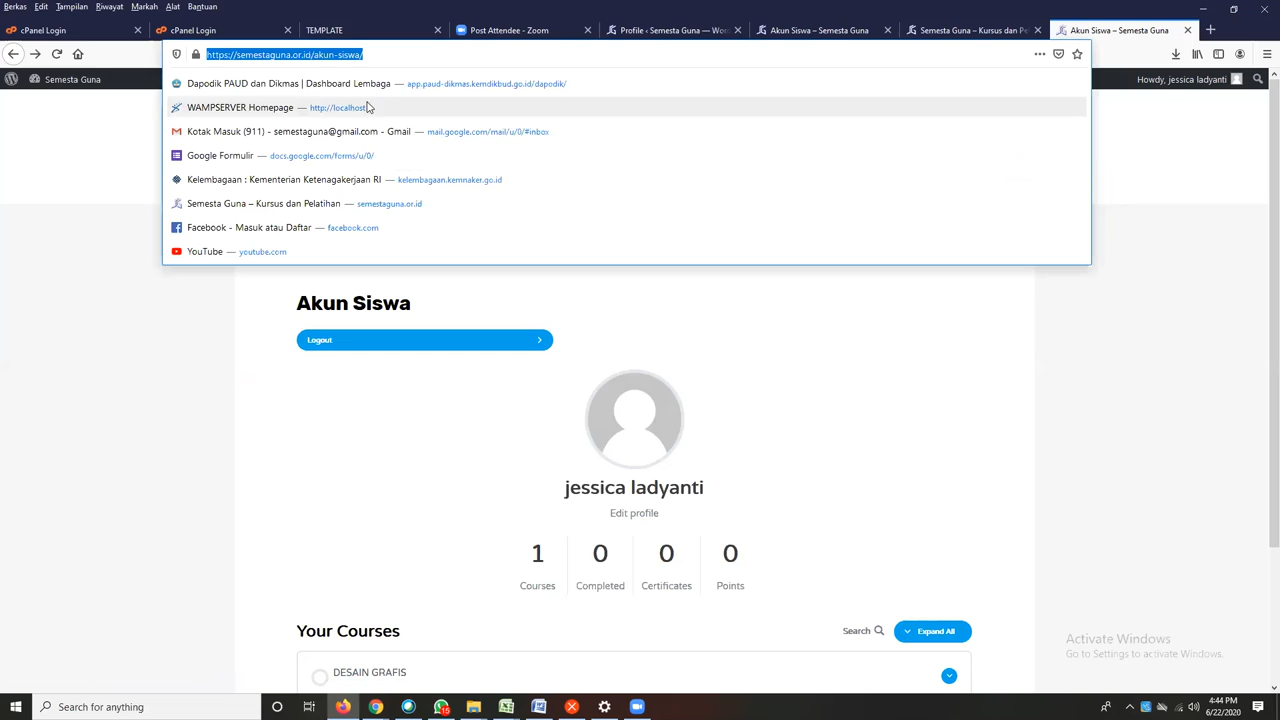 Berkas Edit Tampilan Riwayat Markah Alat Bantuan
cPanel Login
cPanel Login
TEMPLATE
Post Attendee - Zoom
Profile ‹ Semesta Guna — Wor
Akun Siswa – Semesta Guna
Semesta Guna – Kursus dan Pel
Akun Siswa – Semesta Guna
https://semestaguna.or.id/akun-siswa/
Semesta Guna
Howdy, jessica ladyanti
Dapodik PAUD dan Dikmas | Dashboard Lembaga — app.paud-dikmas.kemdikbud.go.id/dapodik/
WAMPSERVER Homepage — http://localhost
Kotak Masuk (911) - semestaguna@gmail.com - Gmail — mail.google.com/mail/u/0/#inbox
Google Formulir — docs.google.com/forms/u/0/
Kelembagaan : Kementerian Ketenagakerjaan RI — kelembagaan.kemnaker.go.id
Semesta Guna – Kursus dan Pelatihan — semestaguna.or.id
Facebook - Masuk atau Daftar — facebook.com
YouTube — youtube.com
Akun Siswa
Logout
jessica ladyanti
Edit profile
1 0 0 0
Courses Completed Certificates Points
Your Courses
Search
Expand All
DESAIN GRAFIS
Activate Windows
Go to Settings to activate Windows.
Search for anything
15
4:44 PM
6/22/2020